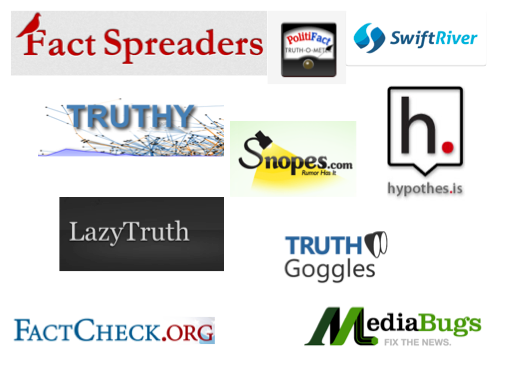 Fact Spreaders
PolitiFact
TRUTH-O-METER
SwiftRiver
TRUTHY
Snopes.com
Rumor Has It
h.
hypothes.is
LazyTruth
TRUTH
Goggles
FACTCHECK.ORG
MediaBugs
FIX THE NEWS.